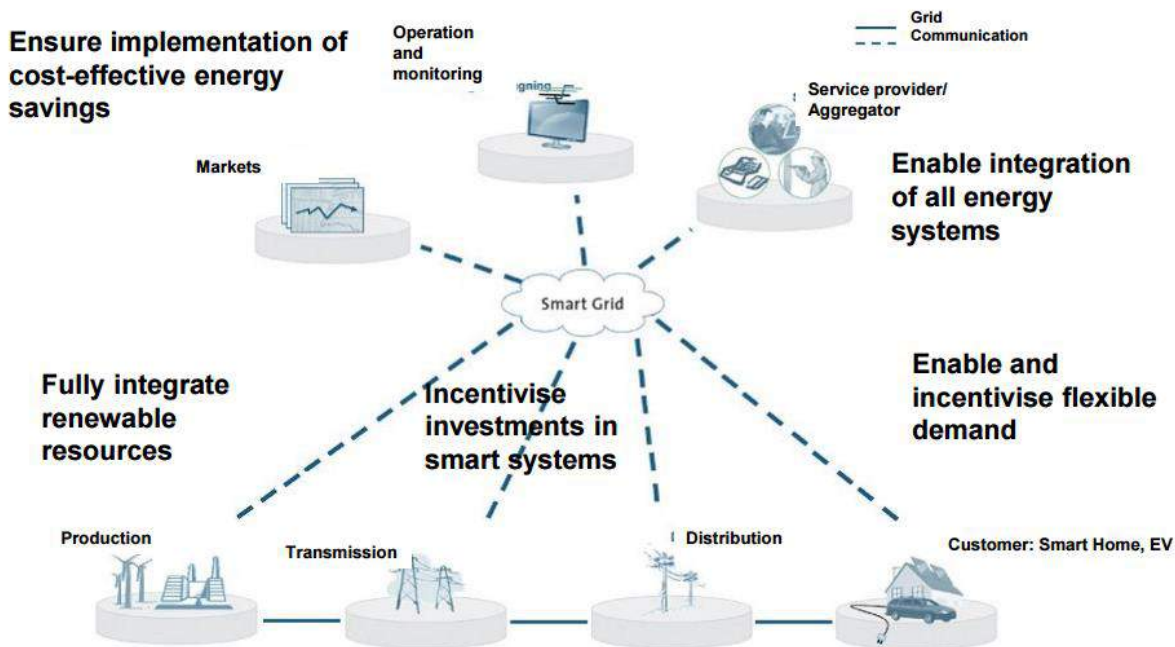 Ensure implementation of
cost-effective energy
savings
Operation
and
monitoring
Grid
Communication
Service provider/
Aggregator
Markets
Enable integration
of all energy
systems
Smart Grid
Fully integrate
renewable
resources
Incentivise
investments in
smart systems
Enable and
incentivise flexible
demand
Production
Transmission
Distribution
Customer: Smart Home, EV